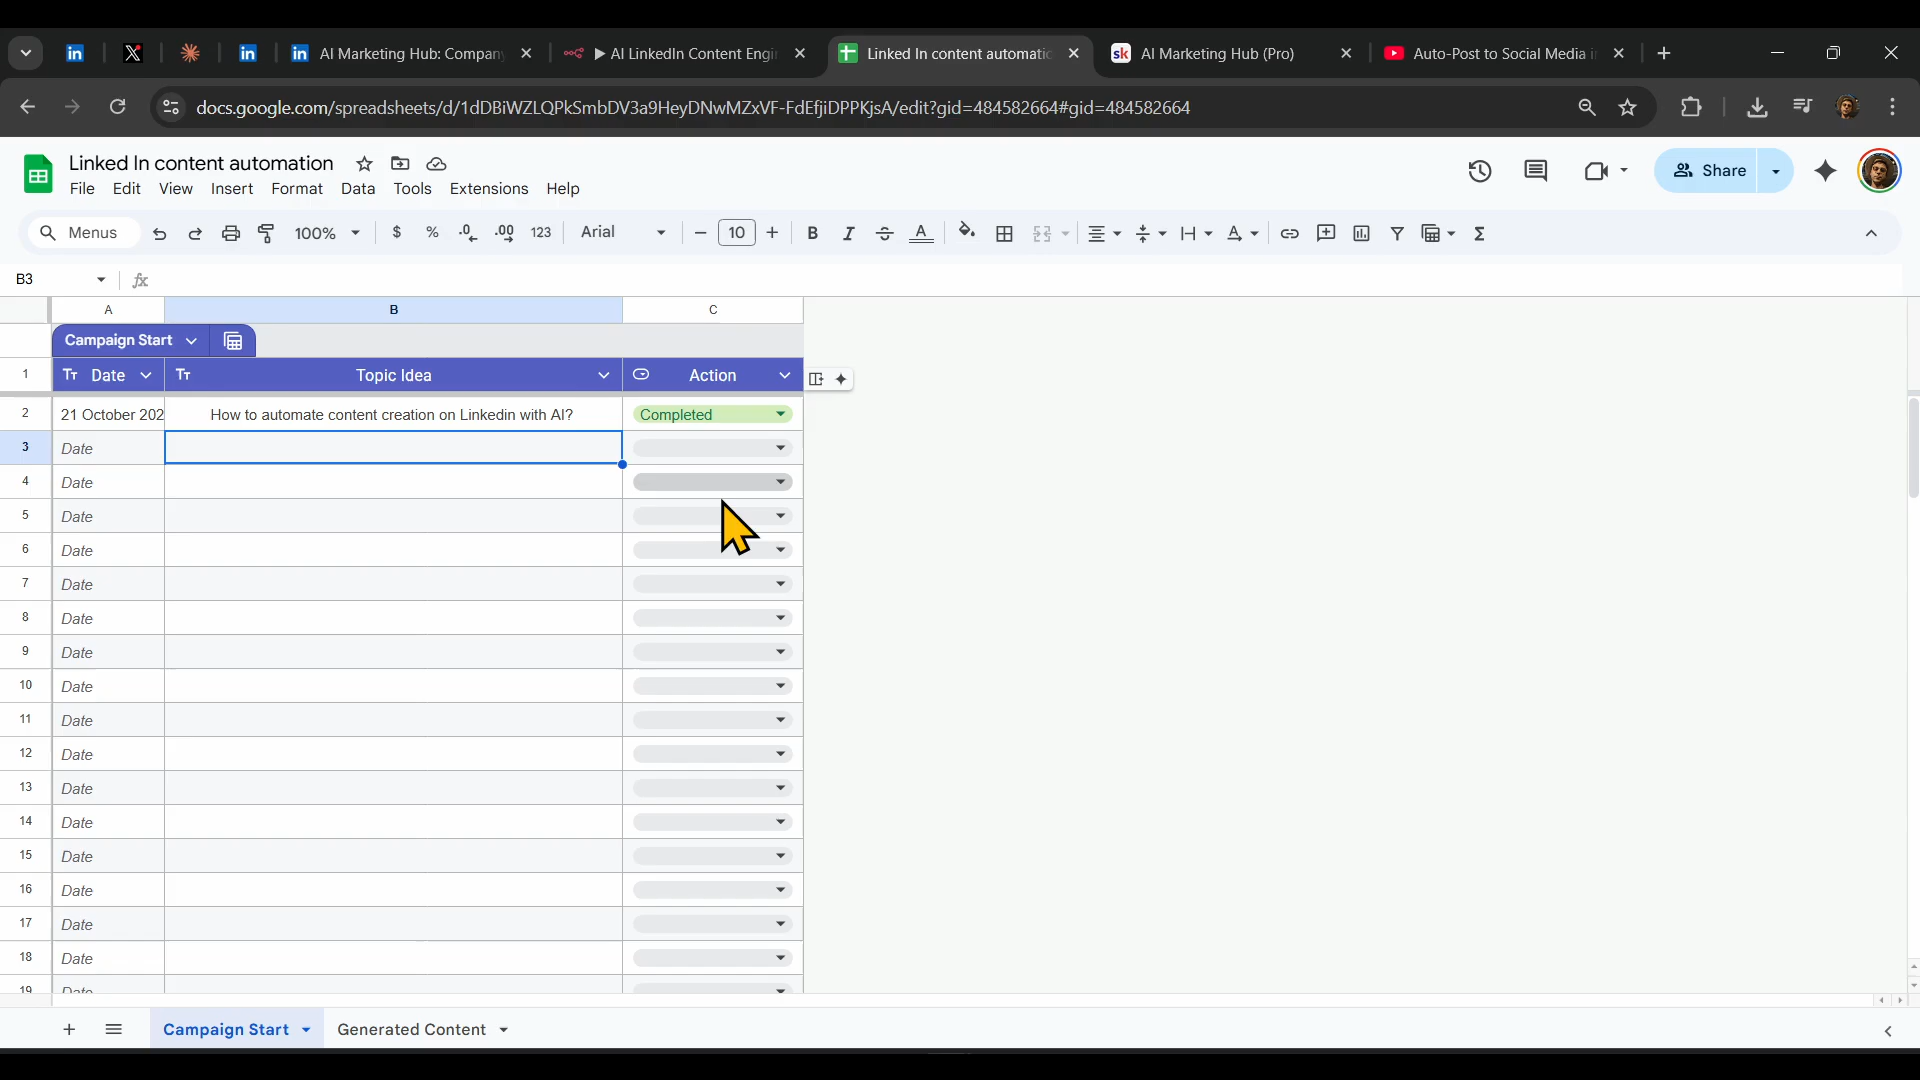 AI Marketing Hub: Company
AI LinkedIn Content Engi
Linked In content automatic
sk
AI Marketing Hub (Pro)
Auto-Post to Social Media i
docs.google.com/spreadsheets/d/1dDBiWZLQPkSmbDV3a9HeyDNwMZxVF-FdEfjiDPPKjsA/edit?gid=484582664#gid=484582664
Linked In content automation
File Edit View Insert Format Data Tools Extensions Help
Share
Menus
100%
$ % .0 .00 123
Arial
10
B I
B3
fx
A B C
Campaign Start
1 Tт Date Tт Topic Idea Action
2 21 October 202 How to automate content creation on Linkedin with AI? Completed
3 Date
4 Date
5 Date
6 Date
7 Date
8 Date
9 Date
10 Date
11 Date
12 Date
13 Date
14 Date
15 Date
16 Date
17 Date
18 Date
19 Date
Campaign Start
Generated Content